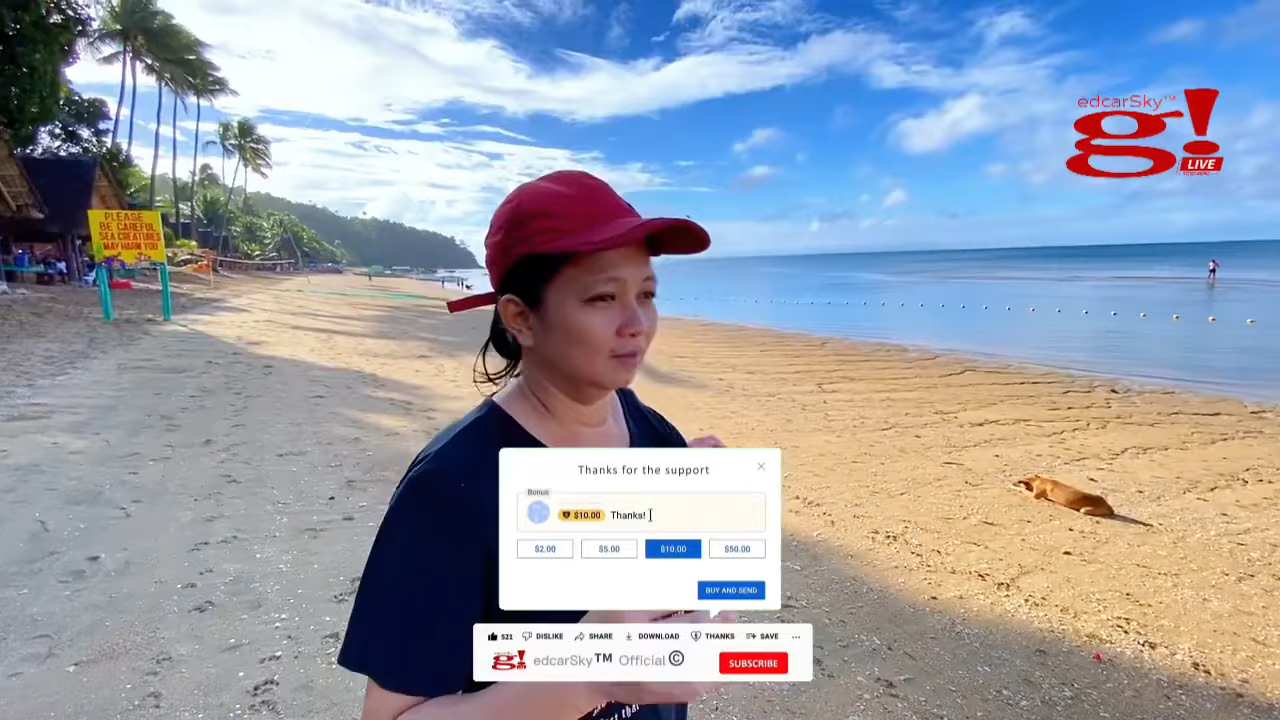 edcarSky™
g!
LIVE
PLEASE
BE CAREFUL
SEA CREATURES
MAY HARM YOU
Thanks for the support
Bonus
$10.00 Thanks!
$2.00 $5.00 $10.00 $50.00
BUY AND SEND
521 DISLIKE SHARE DOWNLOAD THANKS SAVE ...
g! edcarSky™ Official ©
SUBSCRIBE
that